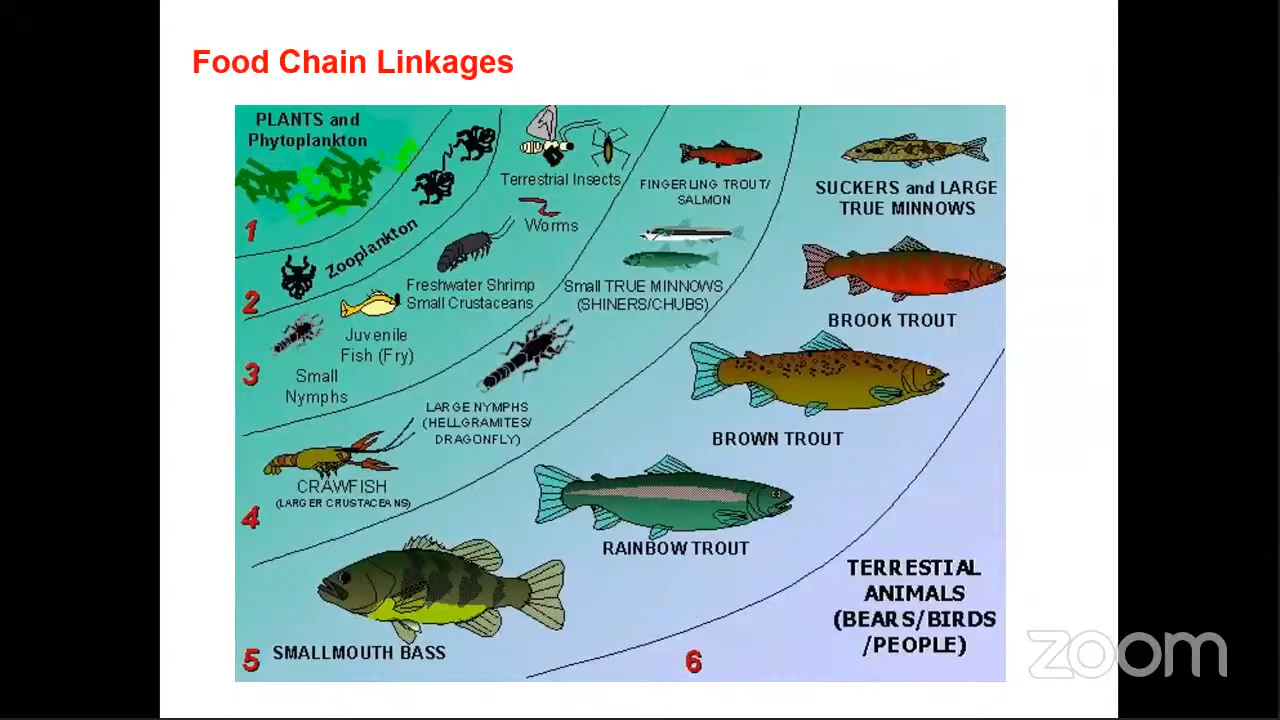 Food Chain Linkages
PLANTS and
Phytoplankton
1
Zooplankton
2
Terrestrial Insects
Worms
Freshwater Shrimp
Small Crustaceans
Juvenile
Fish (Fry)
Small
Nymphs
3
FINGERLING TROUT/
SALMON
Small TRUE MINNOWS
(SHINERS/CHUBS)
LARGE NYMPHS
(HELLGRAMITES/
DRAGONFLY)
CRAWFISH
(LARGER CRUSTACEANS)
4
SUCKERS and LARGE
TRUE MINNOWS
BROOK TROUT
BROWN TROUT
RAINBOW TROUT
SMALLMOUTH BASS
5
TERRESTIAL
ANIMALS
(BEARS/BIRDS
/PEOPLE)
6
zoom